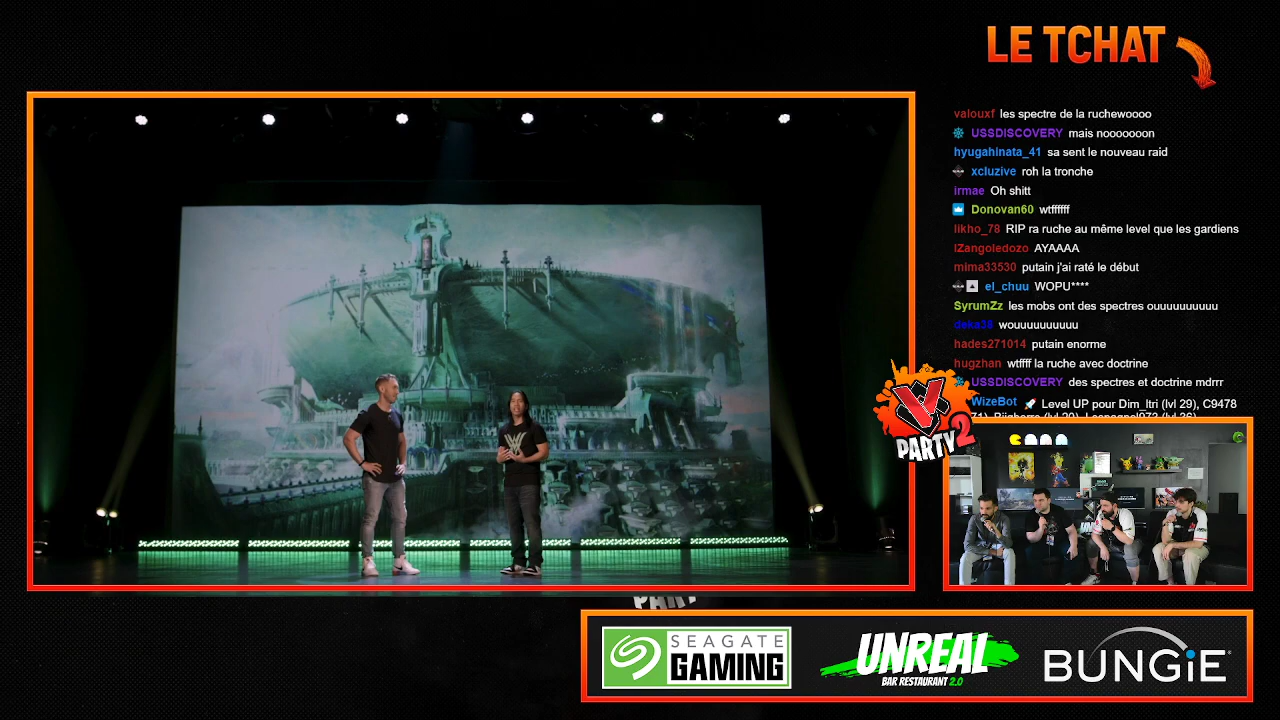 LE TCHAT
valouxf les spectre de la ruchewoooo
USSDISCOVERY mais nooooooon
hyugahinata_41 sa sent le nouveau raid
xcluzive roh la tronche
irmae Oh shitt
Donovan60 wtffffff
likho_78 RIP ra ruche au même level que les gardiens
IZangoledozo AYAAAA
mima33530 putain j'ai raté le début
el_chuu WOPU****
SyrumZz les mobs ont des spectres ouuuuuuuuuu
deka38 wouuuuuuuuuu
hades271014 putain enorme
hugzhan wtffff la ruche avec doctrine
USSDISCOVERY des spectres et doctrine mdrrr
WizeBot Level UP pour Dim_ltri (lvl 29), C9478
PARTY 2
PARTY
SEAGATE
GAMING
UNREAL
BAR RESTAURANT 2.0
BUNGiE